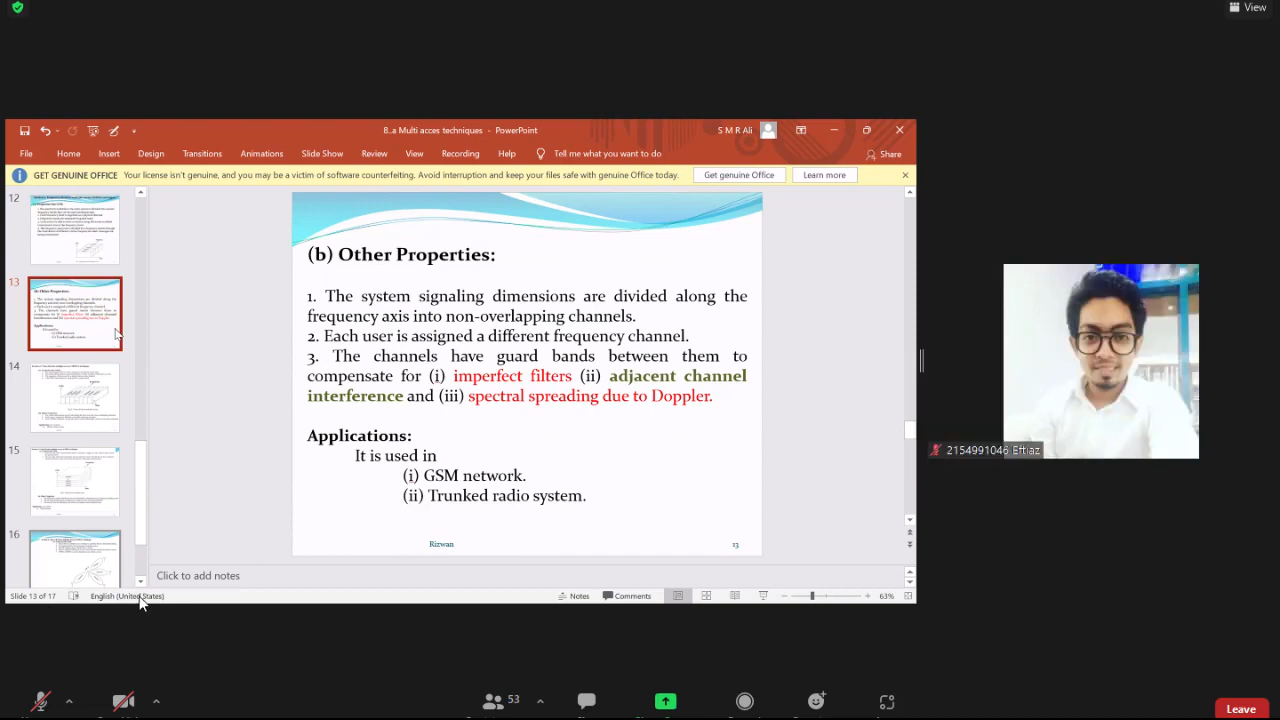 View
8..a Multi acces techniques - PowerPoint
S M R Ali
File Home Insert Design Transitions Animations Slide Show Review View Recording Help Tell me what you want to do Share
GET GENUINE OFFICE Your license isn't genuine, and you may be a victim of software counterfeiting. Avoid interruption and keep your files safe with genuine Office today. Get genuine Office Learn more
12
13
14
15
16
(b) Other Properties:
1. The system signaling dimensions are divided along the
frequency axis into non-overlapping channels.
2. Each user is assigned a different frequency channel.
3. The channels have guard bands between them to
compensate for (i) imperfect filters (ii) adjacent channel
interference and (iii) spectral spreading due to Doppler.
Applications:
It is used in
(i) GSM network.
(ii) Trunked radio system.
Rizwan 13
Click to add notes
Slide 13 of 17 English (United States) Notes Comments 63%
2154991046 Eftiaz
53
Leave